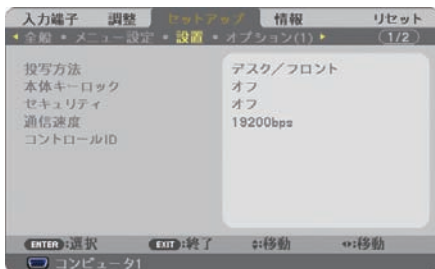 入力端子 調整 セットアップ 情報 リセット
全般 • メニュー設定 • 設置 • オプション(1) 1/2
投写方法 デスク／フロント
本体キーロック オフ
セキュリティ オフ
通信速度 19200bps
コントロールID
ENTER:選択 EXIT:終了 :移動 :移動
コンピュータ1